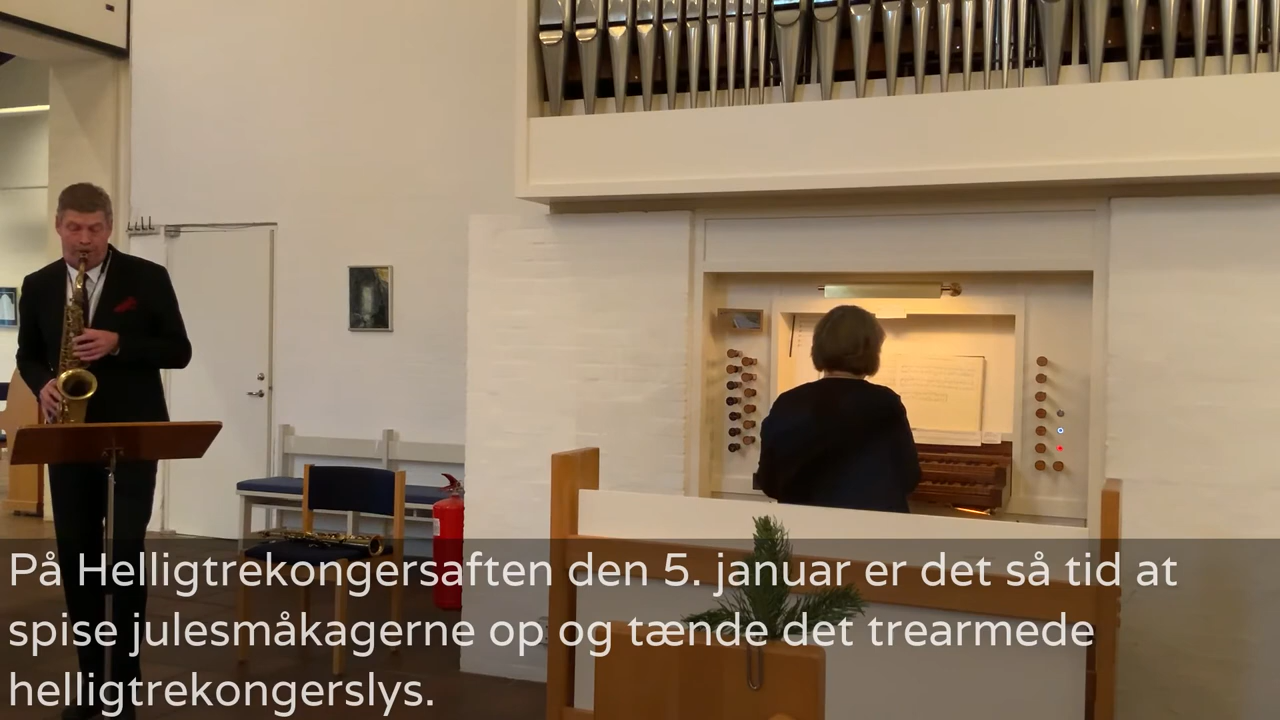 På Helligtrekongersaften den 5. januar er det så tid at
spise julesmåkagerne op og tænde det trearmede
helligtrekongerslys.